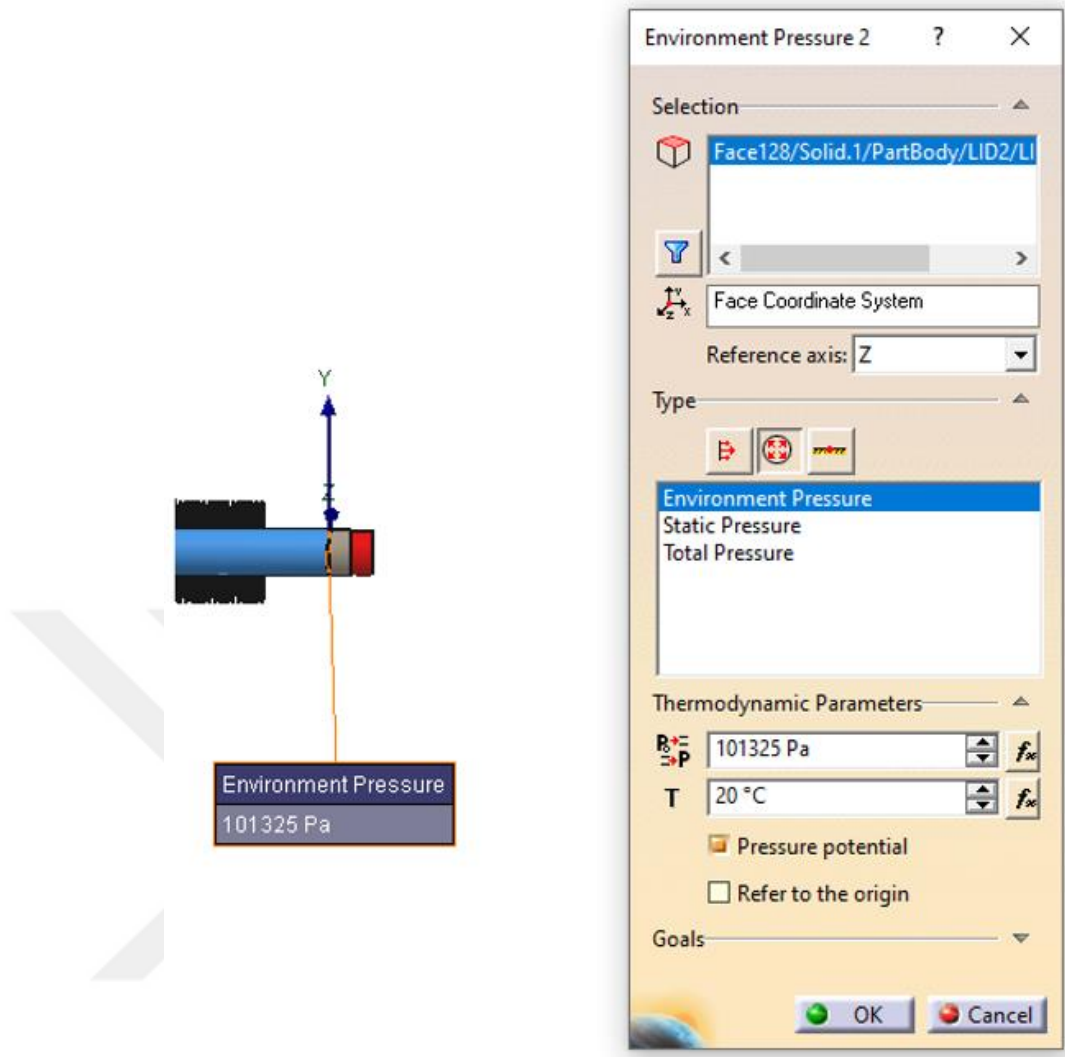 Environment Pressure 2 ? ×
Selection
Face128/Solid.1/PartBody/LID2/LI
Face Coordinate System
Reference axis: Z
Type
Environment Pressure
Static Pressure
Total Pressure
Thermodynamic Parameters
101325 Pa
T 20 °C
Pressure potential
Refer to the origin
Goals
OK Cancel
Y
Z
Environment Pressure
101325 Pa